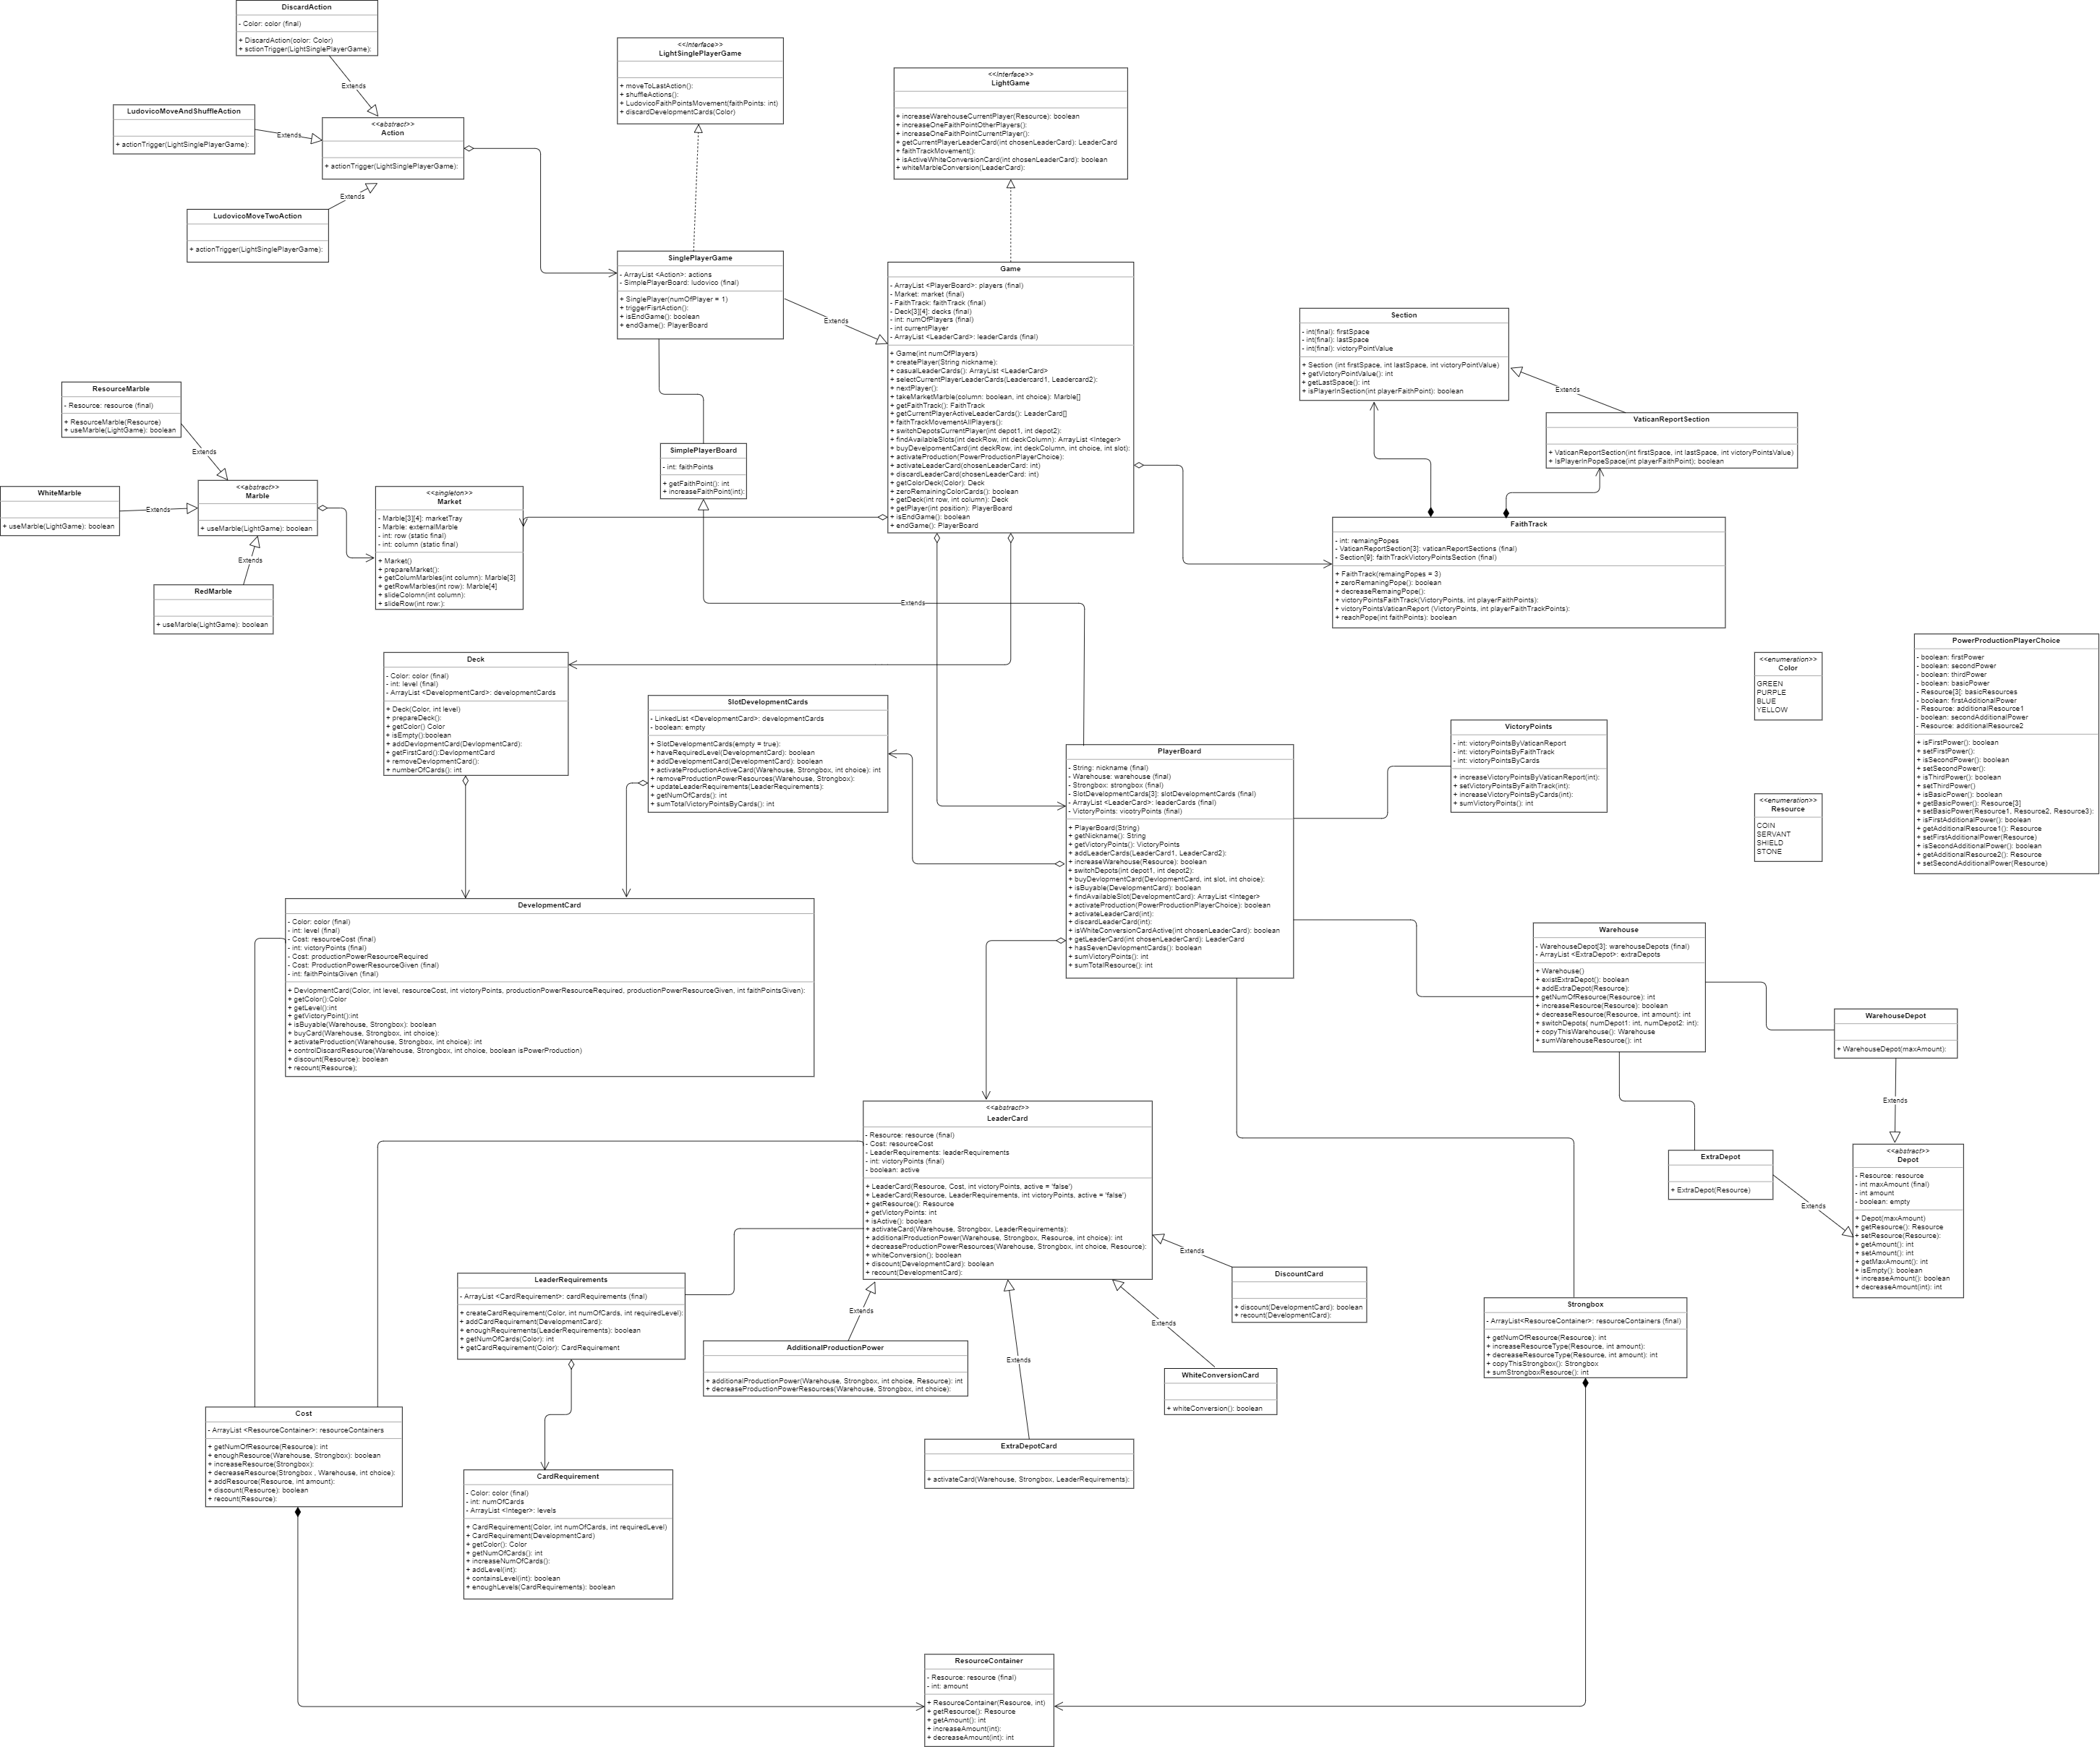 DiscardAction
- Color: color (final)
+ DiscardAction(color: Color)
+ sctionTrigger(LightSinglePlayerGame):
Extends
LudovicoMoveAndShuffleAction
+ actionTrigger(LightSinglePlayerGame):
Extends
<<abstract>>
Action
+ actionTrigger(LightSinglePlayerGame):
Extends
LudovicoMoveTwoAction
+ actionTrigger(LightSinglePlayerGame):
<<Interface>>
LightSinglePlayerGame
+ moveToLastAction():
+ shuffleActions():
+ LudovicoFaithPointsMovement(faithPoints: int)
+ discardDevelopmentCards(Color)
<<Interface>>
LightGame
+ increaseWarehouseCurrentPlayer(Resource): boolean
+ increaseOneFaithPointOtherPlayers():
+ increaseOneFaithPointCurrentPlayer():
+ getCurrentPlayerLeaderCard(int chosenLeaderCard): LeaderCard
+ faithTrackMovement():
+ isActiveWhiteConversionCard(int chosenLeaderCard): boolean
+ whiteMarbleConversion(LeaderCard):
SinglePlayerGame
- ArrayList <Action>: actions
- SimplePlayerBoard: ludovico (final)
+ SinglePlayer(numOfPlayer = 1)
+ triggerFisrtAction():
+ isEndGame(): boolean
+ endGame(): PlayerBoard
Extends
Game
- ArrayList <PlayerBoard>: players (final)
- Market: market (final)
- FaithTrack: faithTrack (final)
- Deck[3][4]: decks (final)
- int: numOfPlayers (final)
- int currentPlayer
- ArrayList <LeaderCard>: leaderCards (final)
+ Game(int numOfPlayers)
+ createPlayer(String nickname):
+ casualLeaderCards(): ArrayList <LeaderCard>
+ selectCurrentPlayerLeaderCards(Leadercard1, Leadercard2):
+ nextPlayer():
+ takeMarketMarble(column: boolean, int choice): Marble[]
+ getFaithTrack(): FaithTrack
+ getCurrentPlayerActiveLeaderCards(): LeaderCard[]
+ faithTrackMovementAllPlayers():
+ switchDepotsCurrentPlayer(int depot1, int depot2):
+ findAvailableSlots(int deckRow, int deckColumn): ArrayList <Integer>
+ buyDevelpomentCard(int deckRow, int deckColumn, int choice, int slot):
+ activateProduction(PowerProductionPlayerChoice):
+ activateLeaderCard(chosenLeaderCard: int)
+ discardLeaderCard(chosenLeaderCard: int)
+ getColorDeck(Color): Deck
+ zeroRemainingColorCards(): boolean
+ getDeck(int row, int column): Deck
+ getPlayer(int position): PlayerBoard
+ isEndGame(): boolean
+ endGame(): PlayerBoard
Section
- int(final): firstSpace
- int(final): lastSpace
- int(final): victoryPointValue
+ Section (int firstSpace, int lastSpace, int victoryPointValue)
+ getVictoryPointValue(): int
+ getLastSpace(): int
+ isPlayerInSection(int playerFaithPoint): boolean
Extends
VaticanReportSection
+ VaticanReportSection(int firstSpace, int lastSpace, int victoryPointsValue)
+ IsPlayerInPopeSpace(int playerFaithPoint): boolean
ResourceMarble
- Resource: resource (final)
+ ResourceMarble(Resource)
+ useMarble(LightGame): boolean
Extends
WhiteMarble
+ useMarble(LightGame): boolean
Extends
<<abstract>>
Marble
+ useMarble(LightGame): boolean
Extends
RedMarble
+ useMarble(LightGame): boolean
<<singleton>>
Market
- Marble[3][4]: marketTray
- Marble: externalMarble
- int: row (static final)
- int: column (static final)
+ Market()
+ prepareMarket():
+ getColumMarbles(int column): Marble[3]
+ getRowMarbles(int row): Marble[4]
+ slideColomn(int column):
+ slideRow(int row:):
SimplePlayerBoard
- int: faithPoints
+ getFaithPoint(): int
+ increaseFaithPoint(int):
Extends
FaithTrack
- int: remaingPopes
- VaticanReportSection[3]: vaticanReportSections (final)
- Section[9]: faithTrackVictoryPointsSection (final)
+ FaithTrack(remaingPopes = 3)
+ zeroRemaningPope(): boolean
+ decreaseRemaingPope():
+ victoryPointsFaithTrack(VictoryPoints, int playerFaithPoints):
+ victoryPointsVaticanReport (VictoryPoints, int playerFaithTrackPoints):
+ reachPope(int faithPoints): boolean
Deck
- Color: color (final)
- int: level (final)
- ArrayList <DevelopmentCard>: developmentCards
+ Deck(Color, int level)
+ prepareDeck():
+ getColor() Color
+ isEmpty():boolean
+ addDevlopmentCard(DevlopmentCard):
+ getFirstCard():DevlopmentCard
+ removeDevlopmentCard():
+ numberOfCards(): int
SlotDevelopmentCards
- LinkedList <DevelopmentCard>: developmentCards
- boolean: empty
+ SlotDevelopmentCards(empty = true):
+ haveRequiredLevel(DevelopmentCard): boolean
+ addDevelopmentCard(DevelopmentCard): boolean
+ activateProductionActiveCard(Warehouse, Strongbox, int choice): int
+ removeProductionPowerResources(Warehouse, Strongbox):
+ updateLeaderRequirements(LeaderRequirements):
+ getNumOfCards(): int
+ sumTotalVictoryPointsByCards(): int
PlayerBoard
- String: nickname (final)
- Warehouse: warehouse (final)
- Strongbox: strongbox (final)
- SlotDevelopmentCards[3]: slotDevelopmentCards (final)
- ArrayList <LeaderCard>: leaderCards (final)
- VictoryPoints: vicotryPoints (final)
+ PlayerBoard(String)
+ getNickname(): String
+ getVictoryPoints(): VictoryPoints
+ addLeaderCards(LeaderCard1, LeaderCard2):
+ increaseWarehouse(Resource): boolean
+ switchDepots(int depot1, int depot2):
+ buyDevlopmentCard(DevlopmentCard, int slot, int choice):
+ isBuyable(DevelopmentCard): boolean
+ findAvailableSlot(DevelopmentCard): ArrayList <Integer>
+ activateProduction(PowerProductionPlayerChoice): boolean
+ activateLeaderCard(int):
+ discardLeaderCard(int):
+ isWhiteConversionCardActive(int chosenLeaderCard): boolean
+ getLeaderCard(int chosenLeaderCard): LeaderCard
+ hasSevenDevlopmentCards(): boolean
+ sumVictoryPoints(): int
+ sumTotalResource(): int
VictoryPoints
- int: victoryPointsByVaticanReport
- int: victoryPointsByFaithTrack
- int: victoryPointsByCards
+ increaseVictoryPointsByVaticanReport(int):
+ setVictoryPointsByFaithTrack(int):
+ increaseVictoryPointsByCards(int):
+ sumVictoryPoints(): int
<<enumeration>>
Color
GREEN
PURPLE
BLUE
YELLOW
<<enumeration>>
Resource
COIN
SERVANT
SHIELD
STONE
PowerProductionPlayerChoice
- boolean: firstPower
- boolean: secondPower
- boolean: thirdPower
- boolean: basicPower
- Resource[3]: basicResources
- boolean: firstAdditionalPower
- Resource: additionalResource1
- boolean: secondAdditionalPower
- Resource: additionalResource2
+ isFirstPower(): boolean
+ setFirstPower():
+ isSecondPower(): boolean
+ setSecondPower():
+ isThirdPower(): boolean
+ setThirdPower()
+ isBasicPower(): boolean
+ getBasicPower(): Resource[3]
+ setBasicPower(Resource1, Resource2, Resource3):
+ isFirstAdditionalPower(): boolean
+ getAdditionalResource1(): Resource
+ setFirstAdditionalPower(Resource)
+ isSecondAdditionalPower(): boolean
+ getAdditionalResource2(): Resource
+ setSecondAdditionalPower(Resource)
DevelopmentCard
- Color: color (final)
- int: level (final)
- Cost: resourceCost (final)
- int: victoryPoints (final)
- Cost: productionPowerResourceRequired
- Cost: ProductionPowerResourceGiven (final)
- int: faithPointsGiven (final)
+ DevlopmentCard(Color, int level, resourceCost, int victoryPoints, productionPowerResourceRequired, productionPowerResourceGiven, int faithPointsGiven):
+ getColor():Color
+ getLevel():int
+ getVictoryPoint():int
+ isBuyable(Warehouse, Strongbox): boolean
+ buyCard(Warehouse, Strongbox, int choice):
+ activateProduction(Warehouse, Strongbox, int choice): int
+ controlDiscardResource(Warehouse, Strongbox, int choice, boolean isPowerProduction)
+ discount(Resource): boolean
+ recount(Resource);
Warehouse
- WarehouseDepot[3]: warehouseDepots (final)
- ArrayList <ExtraDepot>: extraDepots
+ Warehouse()
+ existExtraDepot(): boolean
+ addExtraDepot(Resource):
+ getNumOfResource(Resource): int
+ increaseResource(Resource): boolean
+ decreaseResource(Resource, int amount): int
+ switchDepots( numDepot1: int, numDepot2: int):
+ copyThisWarehouse(): Warehouse
+ sumWarehouseResource(): int
WarehouseDepot
+ WarehouseDepot(maxAmount):
Extends
ExtraDepot
+ ExtraDepot(Resource)
Extends
<<abstract>>
Depot
- Resource: resource
- int maxAmount (final)
- int amount
- boolean: empty
+ Depot(maxAmount)
+ getResource(): Resource
+ setResource(Resource):
+ getAmount(): int
+ setAmount(): int
+ getMaxAmount(): int
+ isEmpty(): boolean
+ increaseAmount(): boolean
+ decreaseAmount(int): int
<<abstract>>
LeaderCard
- Resource: resource (final)
- Cost: resourceCost
- LeaderRequirements: leaderRequirements
- int: victoryPoints (final)
- boolean: active
+ LeaderCard(Resource, Cost, int victoryPoints, active = 'false')
+ LeaderCard(Resource, LeaderRequirements, int victoryPoints, active = 'false')
+ getResource(): Resource
+ getVictoryPoints: int
+ isActive(): boolean
+ activateCard(Warehouse, Strongbox, LeaderRequirements):
+ additionalProductionPower(Warehouse, Strongbox, Resource, int choice): int
+ decreaseProductionPowerResources(Warehouse, Strongbox, int choice, Resource):
+ whiteConversion(): boolean
+ discount(DevelopmentCard): boolean
+ recount(DevelopmentCard):
Extends
DiscountCard
+ discount(DevelopmentCard): boolean
+ recount(DevelopmentCard):
LeaderRequirements
- ArrayList <CardRequirement>: cardRequirements (final)
+ createCardRequirement(Color, int numOfCards, int requiredLevel):
+ addCardRequirement(DevelopmentCard):
+ enoughRequirements(LeaderRequirements): boolean
+ getNumOfCards(Color): int
+ getCardRequirement(Color): CardRequirement
Extends
AdditionalProductionPower
+ additionalProductionPower(Warehouse, Strongbox, int choice, Resource): int
+ decreaseProductionPowerResources(Warehouse, Strongbox, int choice):
Extends
Extends
WhiteConversionCard
+ whiteConversion(): boolean
ExtraDepotCard
+ activateCard(Warehouse, Strongbox, LeaderRequirements):
Strongbox
- ArrayList<ResourceContainer>: resourceContainers (final)
+ getNumOfResource(Resource): int
+ increaseResourceType(Resource, int amount):
+ decreaseResourceType(Resource, int amount): int
+ copyThisStrongbox(): Strongbox
+ sumStrongboxResource(): int
Cost
- ArrayList <ResourceContainer>: resourceContainers
+ getNumOfResource(Resource): int
+ enoughResource(Warehouse, Strongbox): boolean
+ increaseResource(Strongbox):
+ decreaseResource(Strongbox , Warehouse, int choice):
+ addResource(Resource, int amount):
+ discount(Resource): boolean
+ recount(Resource):
CardRequirement
- Color: color (final)
- int: numOfCards
- ArrayList <Integer>: levels
+ CardRequirement(Color, int numOfCards, int requiredLevel)
+ CardRequirement(DevelopmentCard)
+ getColor(): Color
+ getNumOfCards(): int
+ increaseNumOfCards():
+ addLevel(int):
+ containsLevel(int): boolean
+ enoughLevels(CardRequirements): boolean
ResourceContainer
- Resource: resource (final)
- int: amount
+ ResourceContainer(Resource, int)
+ getResource(): Resource
+ getAmount(): int
+ increaseAmount(int):
+ decreaseAmount(int): int